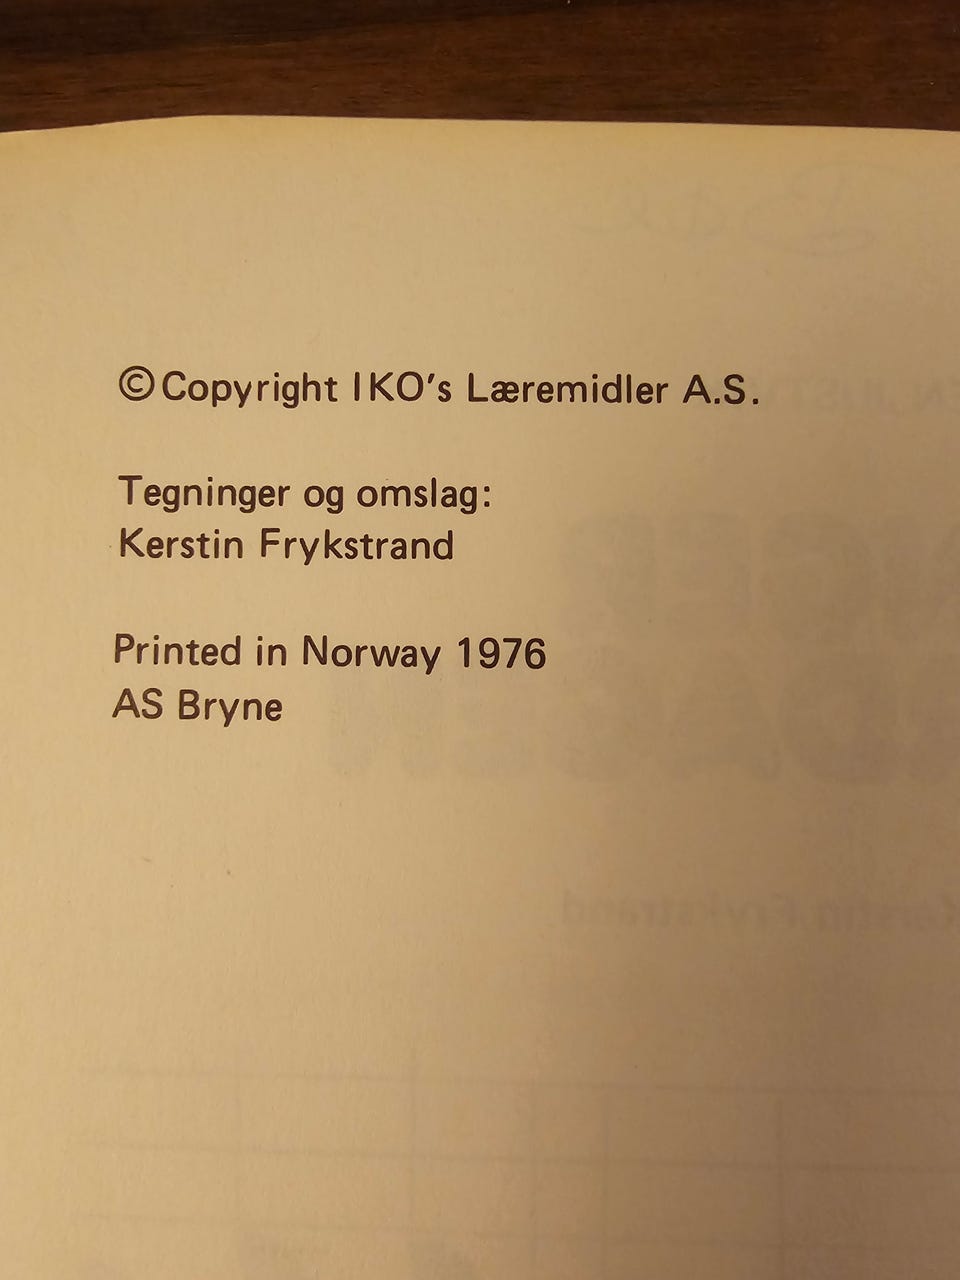 ©Copyright IKO's Læremidler A.S.
Tegninger og omslag:
Kerstin Frykstrand
Printed in Norway 1976
AS Bryne